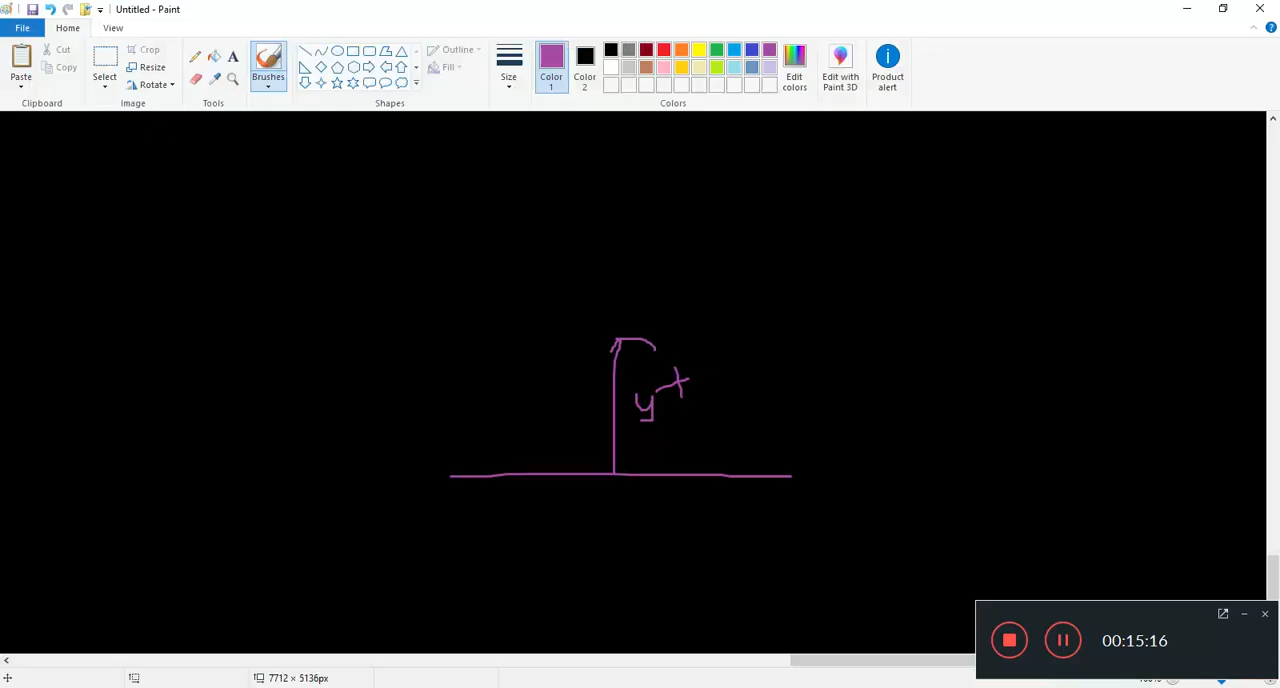 Untitled - Paint
File Home View
Paste
Cut
Copy
Clipboard
Select
Crop
Resize
Rotate
Image
Tools
Brushes
Shapes
Outline
Fill
Size
Color 1
Color 2
Colors
Edit colors
Edit with Paint 3D
Product alert
y x
7712 × 5136px
00:15:16